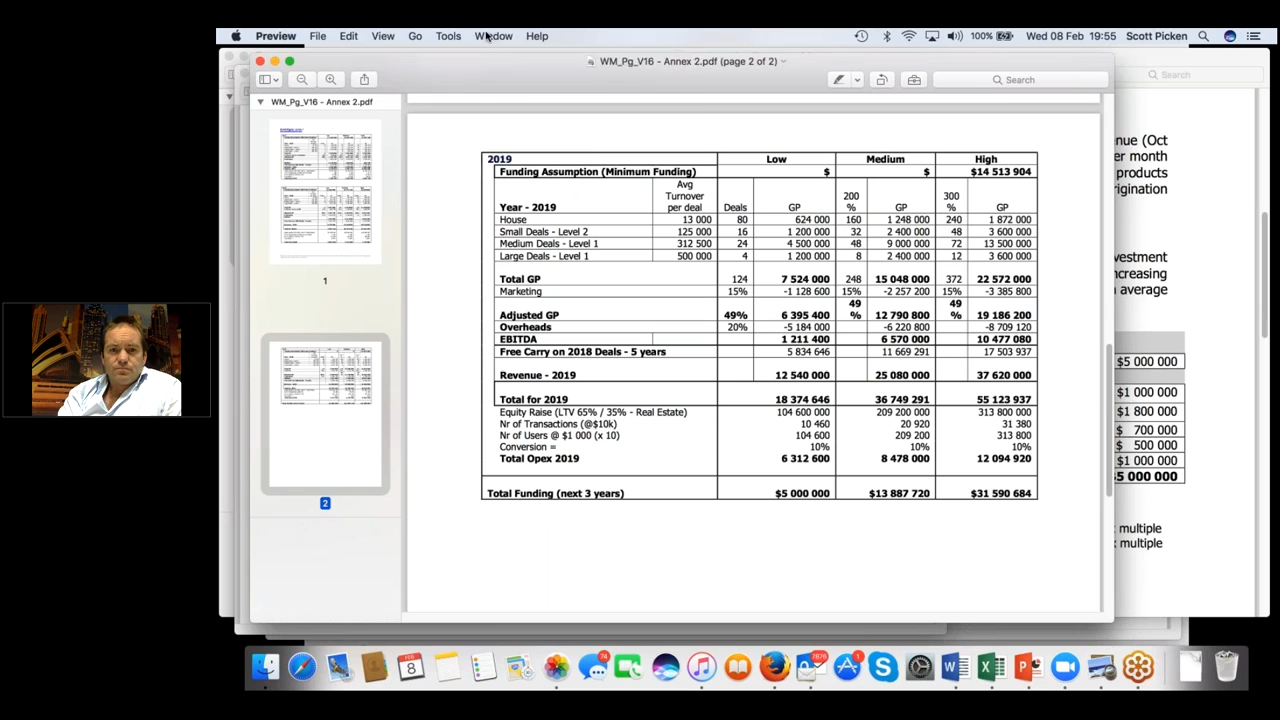 Preview File Edit View Go Tools Window Help 100% Wed 08 Feb 19:55 Scott Picken
WM_Pg_V16 - Annex 2.pdf (page 2 of 2)
Search
Search
WM_Pg_V16 - Annex 2.pdf
1
2
2019 Low Medium High
Funding Assumption (Minimum Funding) $ $ $14 513 904
Avg
Turnover 200 300
Year - 2019 per deal Deals GP % GP % GP
House 13 000 80 624 000 160 1 248 000 240 1 872 000
Small Deals - Level 2 125 000 16 1 200 000 32 2 400 000 48 3 600 000
Medium Deals - Level 1 312 500 24 4 500 000 48 9 000 000 72 13 500 000
Large Deals - Level 1 500 000 4 1 200 000 8 2 400 000 12 3 600 000
Total GP 124 7 524 000 248 15 048 000 372 22 572 000
Marketing 15% -1 128 600 15% -2 257 200 15% -3 385 800
49 49
Adjusted GP 49% 6 395 400 % 12 790 800 % 19 186 200
Overheads 20% -5 184 000 -6 220 800 -8 709 120
EBITDA 1 211 400 6 570 000 10 477 080
Free Carry on 2018 Deals - 5 years 5 834 646 11 669 291 17 503 937
Revenue - 2019 12 540 000 25 080 000 37 620 000
Total for 2019 18 374 646 36 749 291 55 123 937
Equity Raise (LTV 65% / 35% - Real Estate) 104 600 000 209 200 000 313 800 000
Nr of Transactions (@$10k) 10 460 20 920 31 380
Nr of Users @ $1 000 (x 10) 104 600 209 200 313 800
Conversion = 10% 10% 10%
Total Opex 2019 6 312 600 8 478 000 12 094 920
Total Funding (next 3 years) $5 000 000 $13 887 720 $31 590 684
nue (Oct
er month
products
rigination
vestment
creasing
average
$5 000 000
$1 000 000
$1 800 000
$ 700 000
$ 500 000
$1 000 000
5 000 000
multiple
multiple
FEB
8
74
7876
1